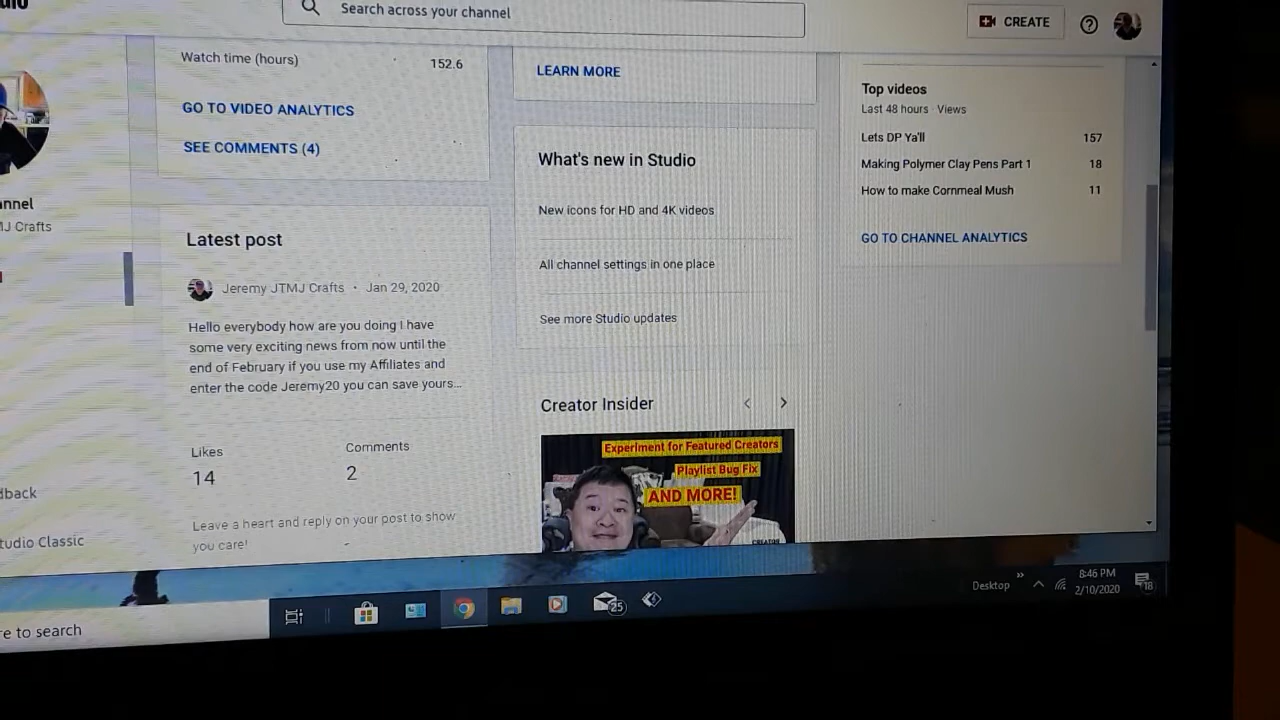 Search across your channel
CREATE
Watch time (hours) 152.6
GO TO VIDEO ANALYTICS
SEE COMMENTS (4)
LEARN MORE
Top videos
Last 48 hours · Views
Lets DP Ya'll 157
Making Polymer Clay Pens Part 1 18
How to make Cornmeal Mush 11
GO TO CHANNEL ANALYTICS
What's new in Studio
New icons for HD and 4K videos
All channel settings in one place
See more Studio updates
Latest post
Jeremy JTMJ Crafts · Jan 29, 2020
Hello everybody how are you doing I have
some very exciting news from now until the
end of February if you use my Affiliates and
enter the code Jeremy20 you can save yours...
Likes Comments
14 2
Leave a heart and reply on your post to show
you care!
Creator Insider
Experiment for Featured Creators
Playlist Bug Fix
AND MORE!
CREATOR
nnel
J Crafts
dback
tudio Classic
re to search
25
Desktop
8:46 PM
2/10/2020
18